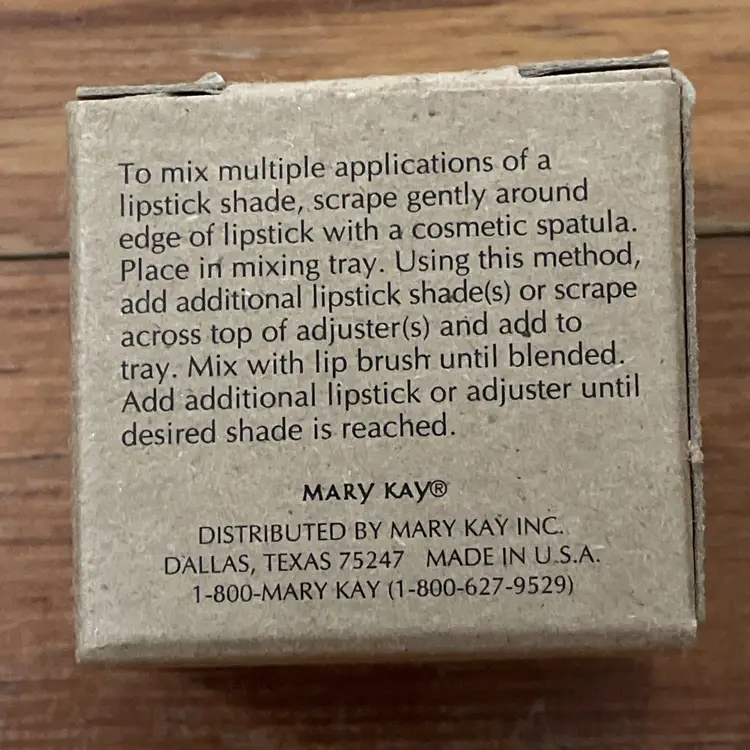 To mix multiple applications of a
lipstick shade, scrape gently around
edge of lipstick with a cosmetic spatula.
Place in mixing tray. Using this method,
add additional lipstick shade(s) or scrape
across top of adjuster(s) and add to
tray. Mix with lip brush until blended.
Add additional lipstick or adjuster until
desired shade is reached.
MARY KAY®
DISTRIBUTED BY MARY KAY INC.
DALLAS, TEXAS 75247 MADE IN U.S.A.
1-800-MARY KAY (1-800-627-9529)